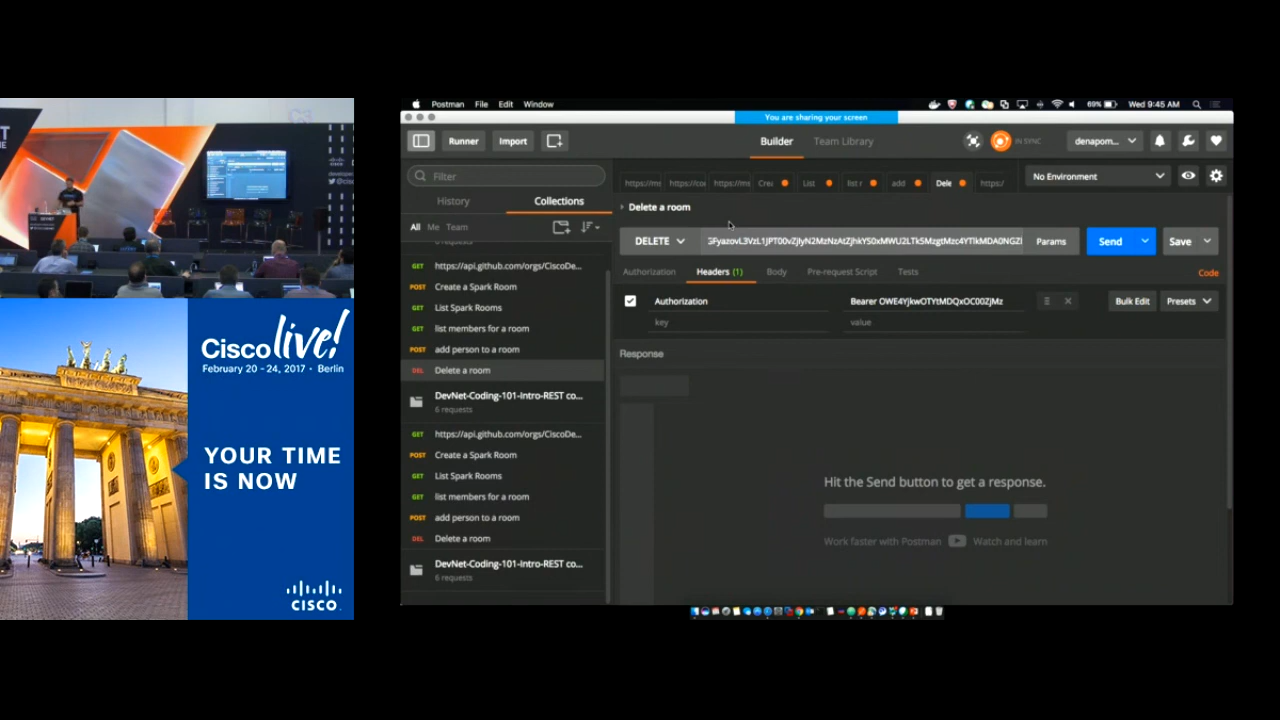 Postman File Edit Window
69% Wed 9:45 AM
You are sharing your screen
Runner
Import
Builder
Team Library
IN SYNC
denapom...
Filter
No Environment
History
Collections
All Me Team
Delete a room
DELETE
Params
Send
Save
Authorization
Headers (1)
Body
Pre-request Script
Tests
Code
Authorization
Bulk Edit
Presets
key
value
Response
Hit the Send button to get a response.
Work faster with Postman
Watch and learn
GET https://api.github.com/orgs/CiscoDe...
POST Create a Spark Room
GET List Spark Rooms
GET list members for a room
POST add person to a room
DEL Delete a room
DevNet-Coding-101-Intro-REST co...
6 requests
GET https://api.github.com/orgs/CiscoDe...
POST Create a Spark Room
GET List Spark Rooms
GET list members for a room
POST add person to a room
DEL Delete a room
DevNet-Coding-101-Intro-REST co...
6 requests
Cisco live!
February 20 - 24, 2017 • Berlin
YOUR TIME
IS NOW
CISCO